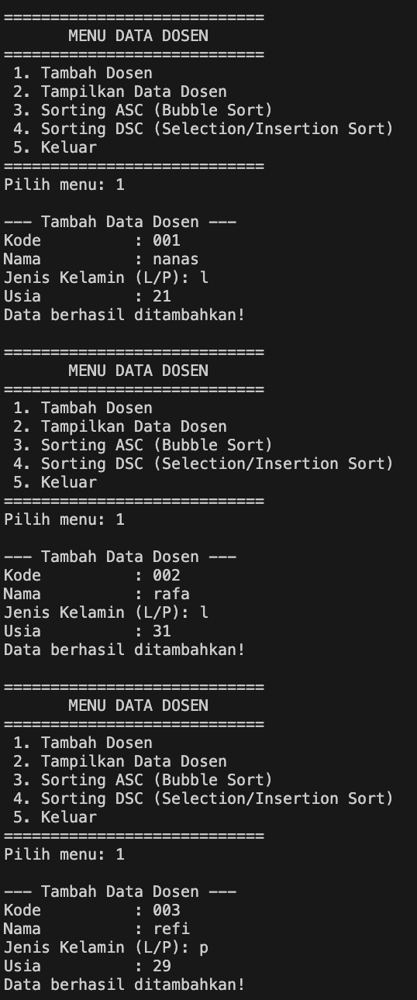 ============================
       MENU DATA DOSEN
============================
 1. Tambah Dosen
 2. Tampilkan Data Dosen
 3. Sorting ASC (Bubble Sort)
 4. Sorting DSC (Selection/Insertion Sort)
 5. Keluar
============================
Pilih menu: 1

--- Tambah Data Dosen ---
Kode          : 001
Nama          : nanas
Jenis Kelamin (L/P): l
Usia          : 21
Data berhasil ditambahkan!

============================
       MENU DATA DOSEN
============================
 1. Tambah Dosen
 2. Tampilkan Data Dosen
 3. Sorting ASC (Bubble Sort)
 4. Sorting DSC (Selection/Insertion Sort)
 5. Keluar
============================
Pilih menu: 1

--- Tambah Data Dosen ---
Kode          : 002
Nama          : rafa
Jenis Kelamin (L/P): l
Usia          : 31
Data berhasil ditambahkan!

============================
       MENU DATA DOSEN
============================
 1. Tambah Dosen
 2. Tampilkan Data Dosen
 3. Sorting ASC (Bubble Sort)
 4. Sorting DSC (Selection/Insertion Sort)
 5. Keluar
============================
Pilih menu: 1

--- Tambah Data Dosen ---
Kode          : 003
Nama          : refi
Jenis Kelamin (L/P): p
Usia          : 29
Data berhasil ditambahkan!